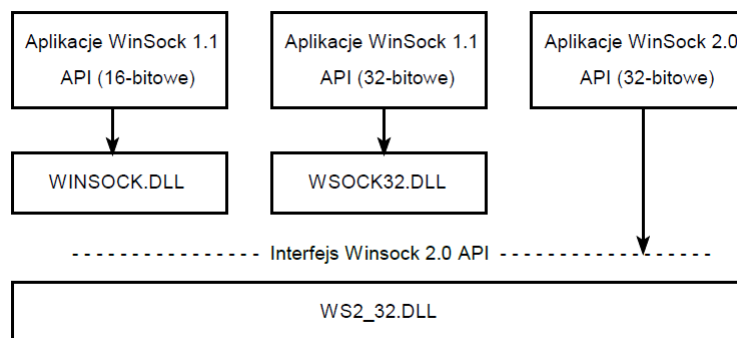 Aplikacje WinSock 1.1
API (16-bitowe)
Aplikacje WinSock 1.1
API (32-bitowe)
Aplikacje WinSock 2.0
API (32-bitowe)
WINSOCK.DLL
WSOCK32.DLL
Interfejs Winsock 2.0 API
WS2_32.DLL